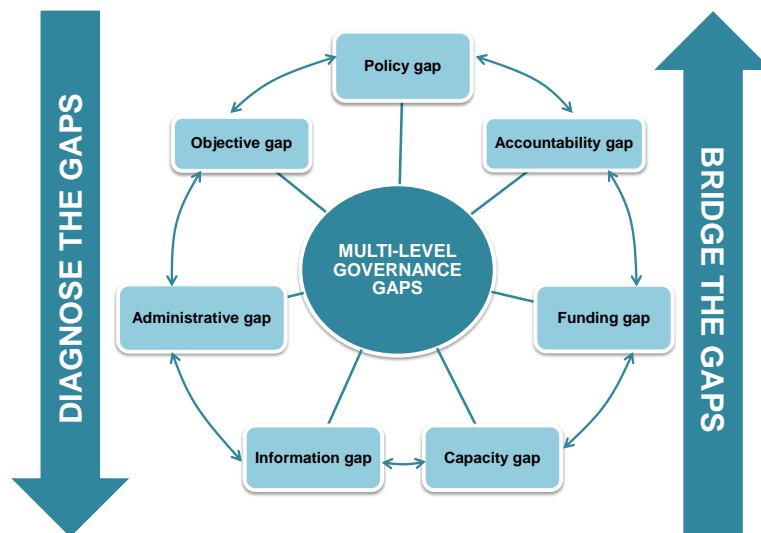 DIAGNOSE THE GAPS
Policy gap
Objective gap
Accountability gap
MULTI-LEVEL
GOVERNANCE
GAPS
Administrative gap
Funding gap
Information gap
Capacity gap
BRIDGE THE GAPS